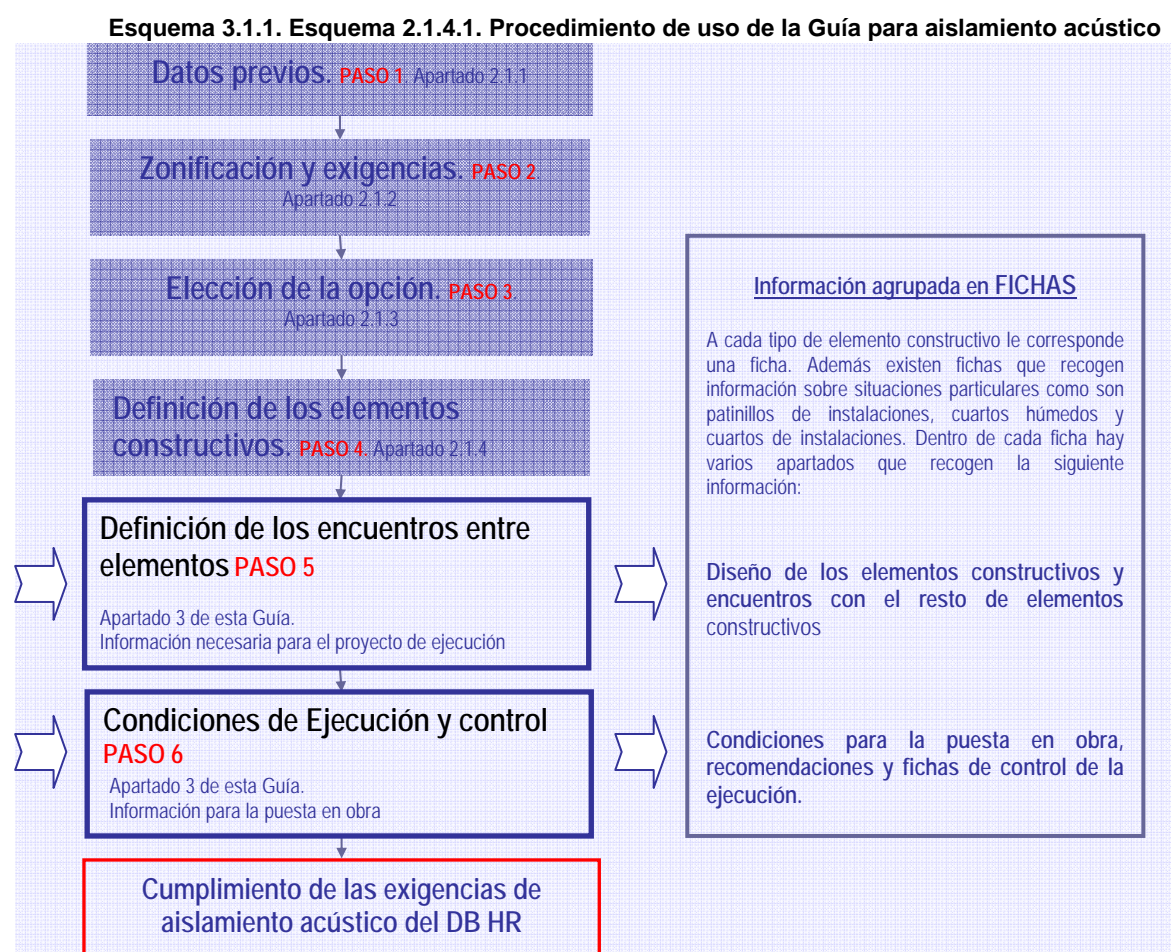 Esquema 3.1.1. Esquema 2.1.4.1. Procedimiento de uso de la Guía para aislamiento acústico
Datos previos. PASO 1. Apartado 2.1.1
Zonificación y exigencias. PASO 2.
Apartado 2.1.2
Elección de la opción. PASO 3.
Apartado 2.1.3
Definición de los elementos
constructivos. PASO 4. Apartado 2.1.4
Definición de los encuentros entre
elementos PASO 5
Apartado 3 de esta Guía.
Información necesaria para el proyecto de ejecución
Condiciones de Ejecución y control
PASO 6
Apartado 3 de esta Guía.
Información para la puesta en obra
Cumplimiento de las exigencias de
aislamiento acústico del DB HR
Información agrupada en FICHAS
A cada tipo de elemento constructivo le corresponde
una ficha. Además existen fichas que recogen
información sobre situaciones particulares como son
patinillos de instalaciones, cuartos húmedos y
cuartos de instalaciones. Dentro de cada ficha hay
varios apartados que recogen la siguiente
información:
Diseño de los elementos constructivos y
encuentros con el resto de elementos
constructivos
Condiciones para la puesta en obra,
recomendaciones y fichas de control de la
ejecución.